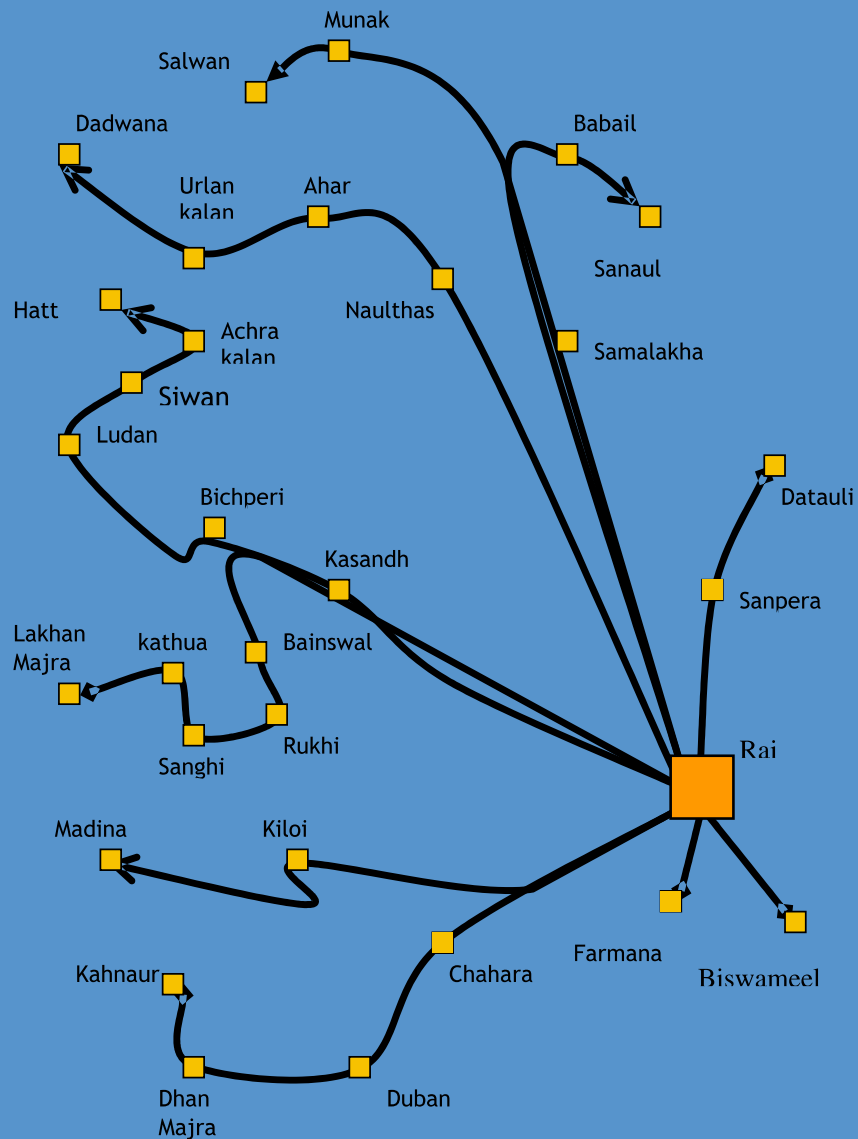 Munak
Salwan
Dadwana
Babail
Urlan
kalan
Ahar
Sanaul
Hatt
Naulthas
Achra
kalan
Samalakha
Siwan
Ludan
Bichperi
Datauli
Kasandh
Sanpera
Lakhan
Majra
kathua
Bainswal
Rukhi
Rai
Sanghi
Madina
Kiloi
Farmana
Kahnaur
Chahara
Biswameel
Dhan
Majra
Duban